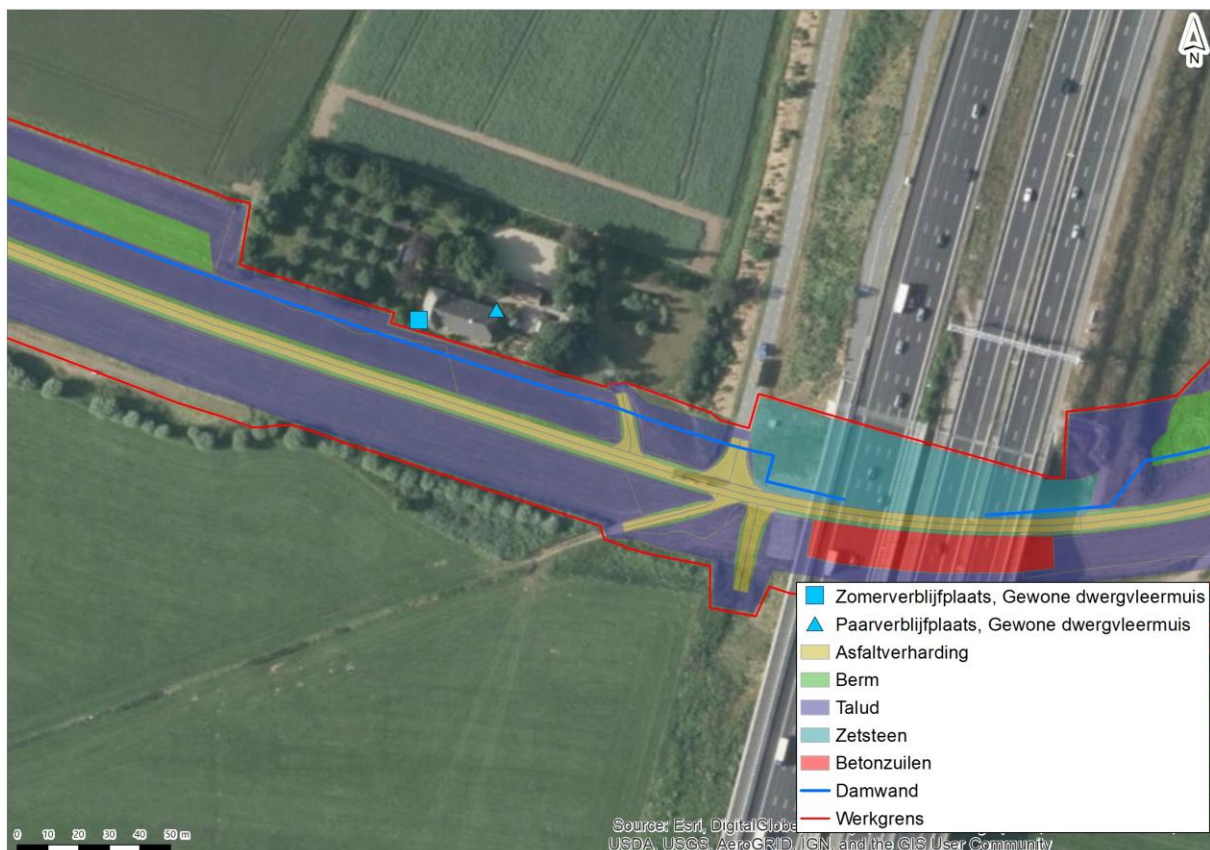 N
Zomerverblijfplaats, Gewone dwergvleermuis
Paarverblijfplaats, Gewone dwergvleermuis
Asfaltverharding
Berm
Talud
Zetsteen
Betonzuilen
Damwand
Werkgrens
0 10 20 30 40 50 m
Source: Esri, DigitalGlobe
USDA, USGS, AeroGRID, IGN, and the GIS User Community